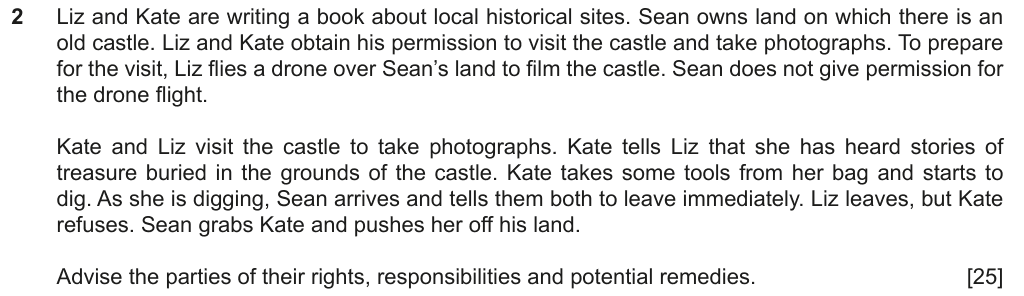 2 Liz and Kate are writing a book about local historical sites. Sean owns land on which there is an
old castle. Liz and Kate obtain his permission to visit the castle and take photographs. To prepare
for the visit, Liz flies a drone over Sean’s land to film the castle. Sean does not give permission for
the drone flight.
Kate and Liz visit the castle to take photographs. Kate tells Liz that she has heard stories of
treasure buried in the grounds of the castle. Kate takes some tools from her bag and starts to
dig. As she is digging, Sean arrives and tells them both to leave immediately. Liz leaves, but Kate
refuses. Sean grabs Kate and pushes her off his land.
Advise the parties of their rights, responsibilities and potential remedies. [25]